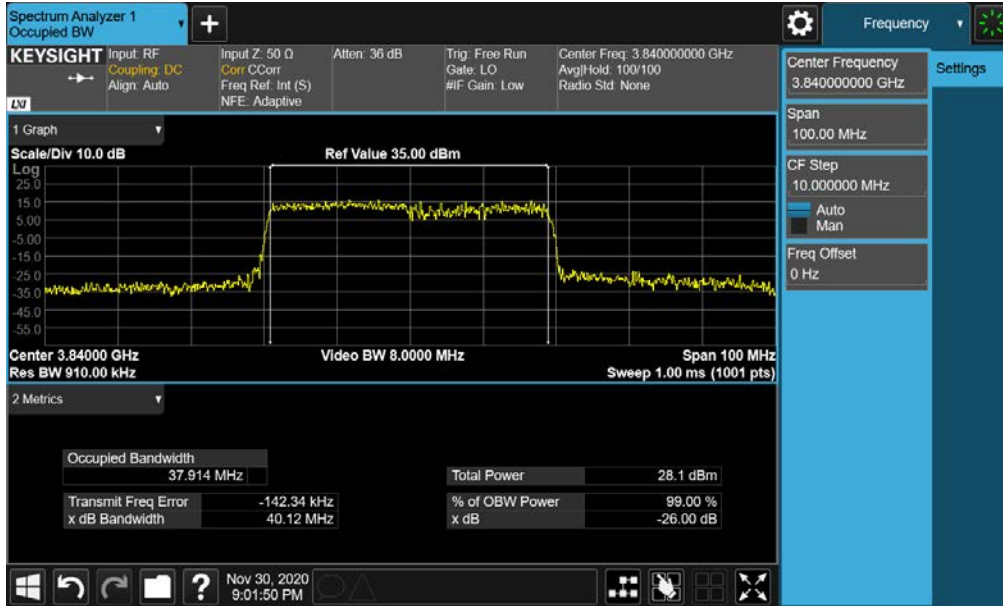 Spectrum Analyzer 1
Occupied BW
Frequency
KEYSIGHT
LXI
Input: RF
Coupling: DC
Align: Auto
Input Z: 50 Ω
Corr CCorr
Freq Ref: Int (S)
NFE: Adaptive
Atten: 36 dB
Trig: Free Run
Gate: LO
#IF Gain: Low
Center Freq: 3.840000000 GHz
Avg|Hold: 100/100
Radio Std: None
Center Frequency
3.840000000 GHz
Settings
Span
100.00 MHz
CF Step
10.000000 MHz
Auto
Man
Freq Offset
0 Hz
1 Graph
Scale/Div 10.0 dB
Ref Value 35.00 dBm
Log
25.0
15.0
5.00
-5.00
-15.0
-25.0
-35.0
-45.0
-55.0
Center 3.84000 GHz
Video BW 8.0000 MHz
Span 100 MHz
Res BW 910.00 kHz
Sweep 1.00 ms (1001 pts)
2 Metrics
Occupied Bandwidth
37.914 MHz
Total Power 28.1 dBm
Transmit Freq Error -142.34 kHz
% of OBW Power 99.00 %
x dB Bandwidth 40.12 MHz
x dB -26.00 dB
?
Nov 30, 2020
9:01:50 PM